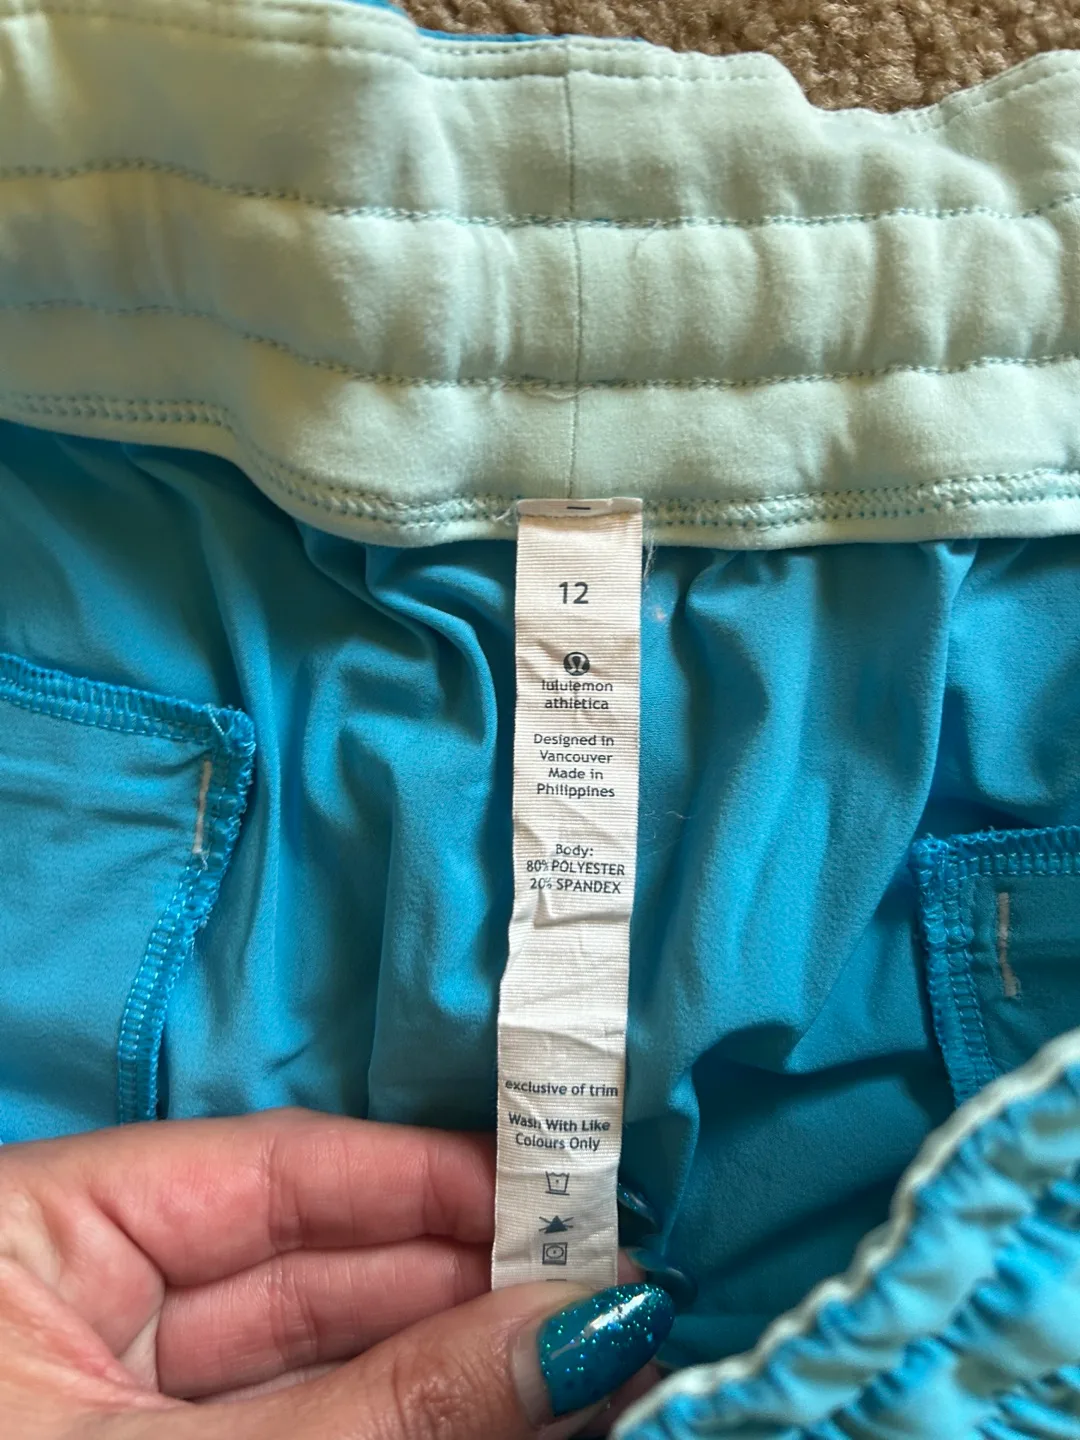 12
lululemon
athletica
Designed in
Vancouver
Made in
Philippines
Body:
80% POLYESTER
20% SPANDEX
exclusive of trim
Wash With Like
Colours Only